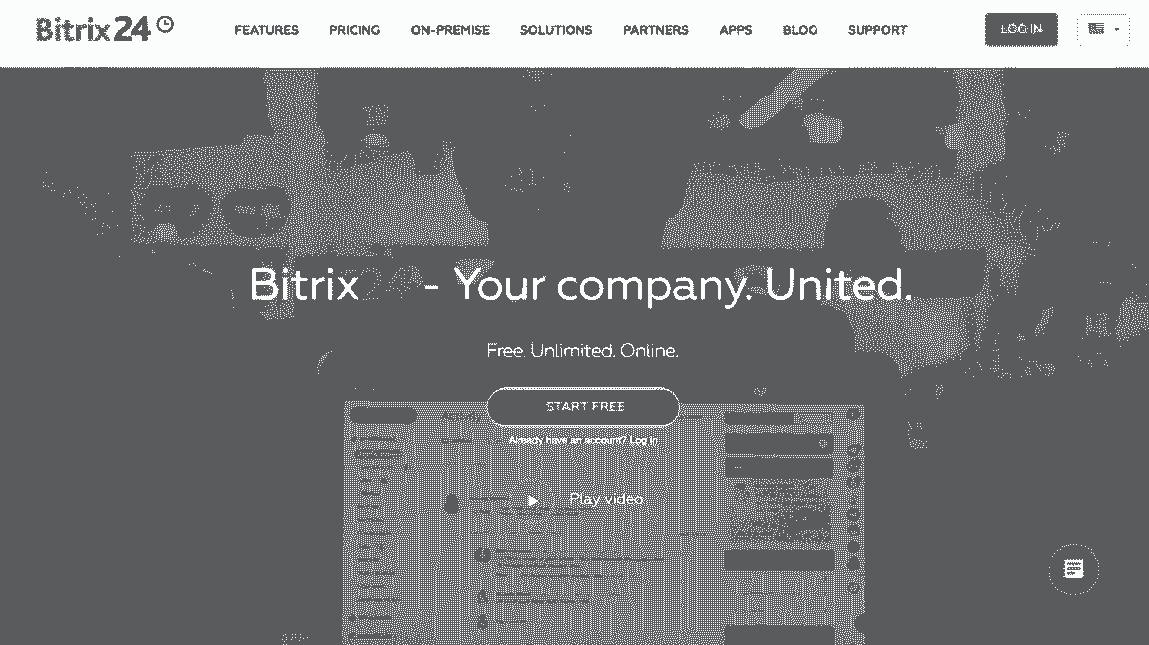 Bitrix24
FEATURES PRICING ON-PREMISE SOLUTIONS PARTNERS APPS BLOG SUPPORT
LOG IN
Bitrix24 - Your company. United.
Free. Unlimited. Online.
START FREE
Already have an account? Log in
Play video